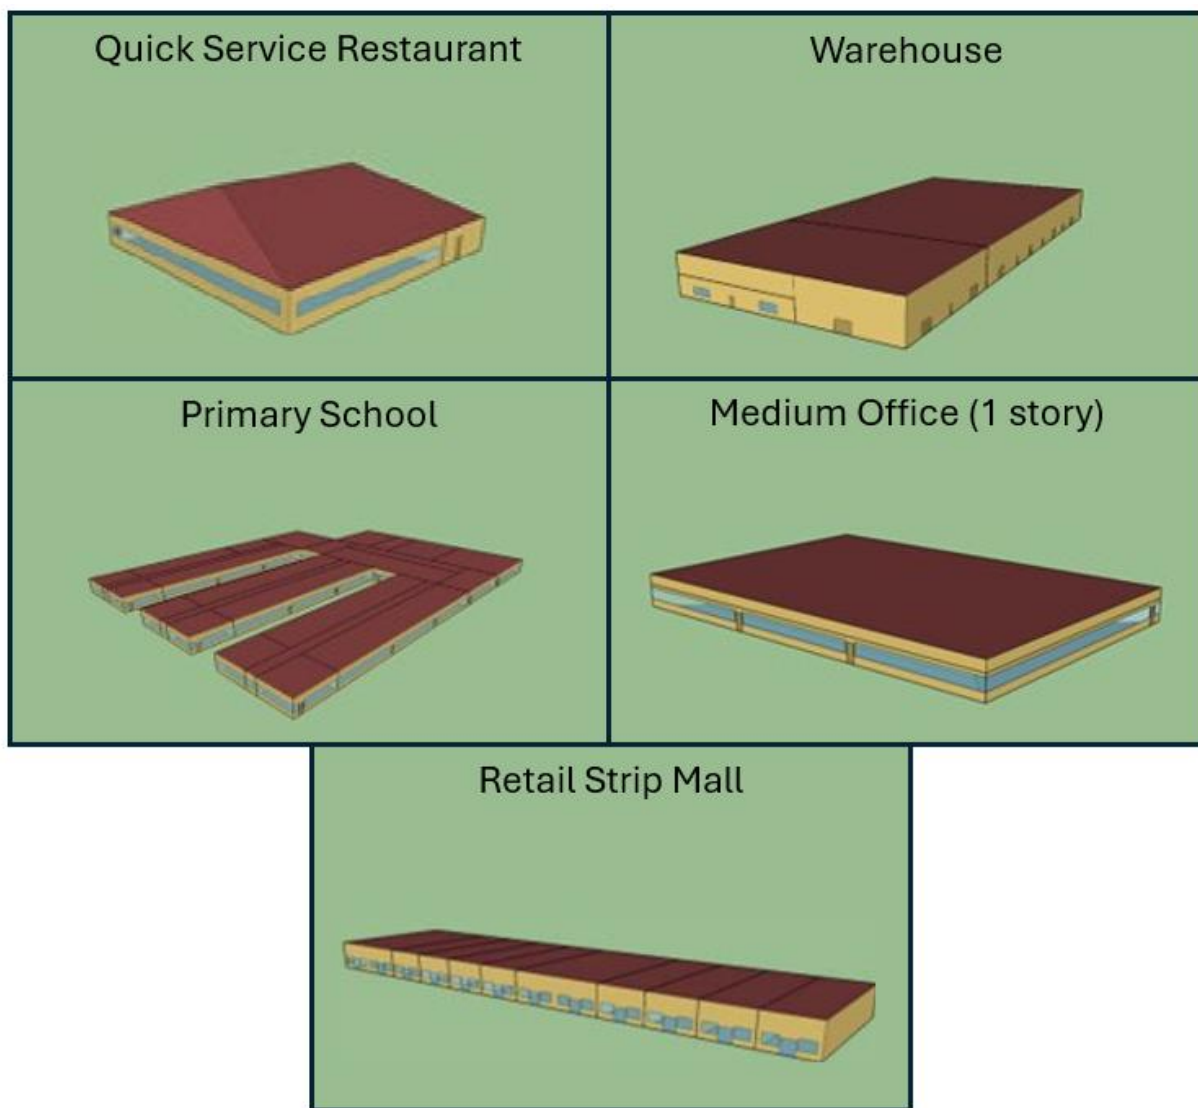 Quick Service Restaurant
Warehouse
Primary School
Medium Office (1 story)
Retail Strip Mall